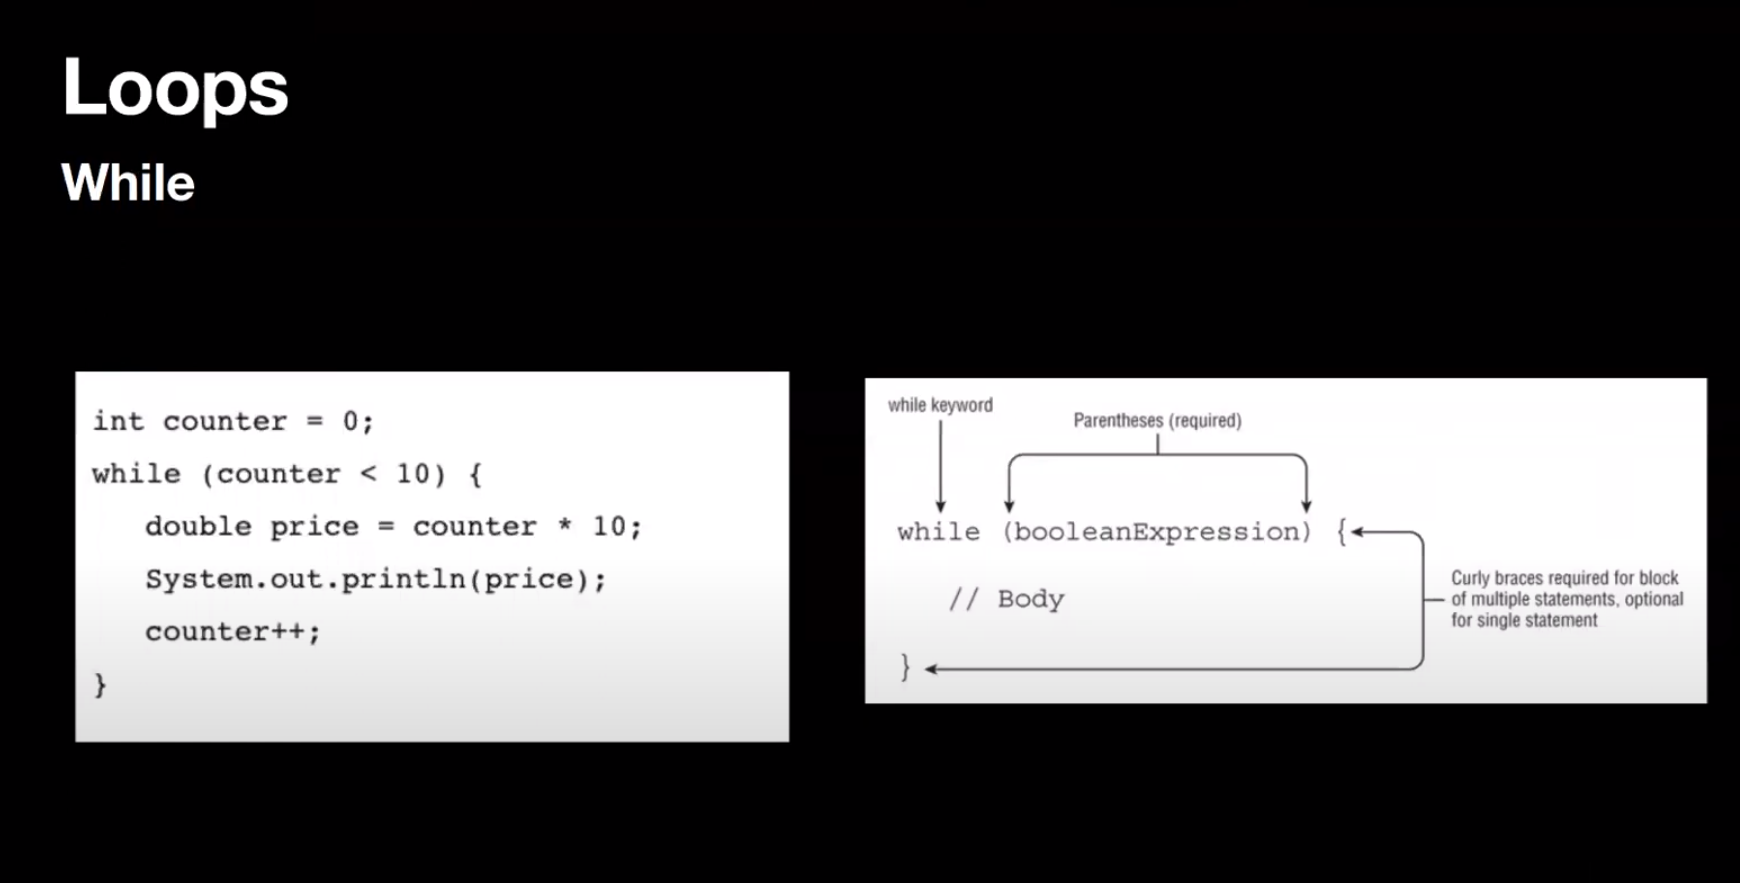 Loops
While
int counter = 0;
while (counter < 10) {
double price = counter * 10;
System.out.println(price);
counter++;
}
while keyword
Parentheses (required)
while (booleanExpression) {
// Body
}
Curly braces required for block
of multiple statements, optional
for single statement